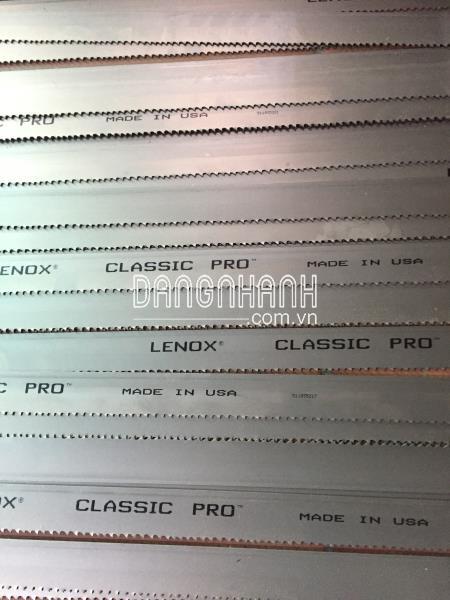 C PRO MADE IN USA
LENOX® CLASSIC PRO™ MADE IN USA
DANGNHANH
.com.vn
LENOX® CLASSIC PRO™
C PRO™ MADE IN USA
OX® CLASSIC PRO™ MADE IN USA